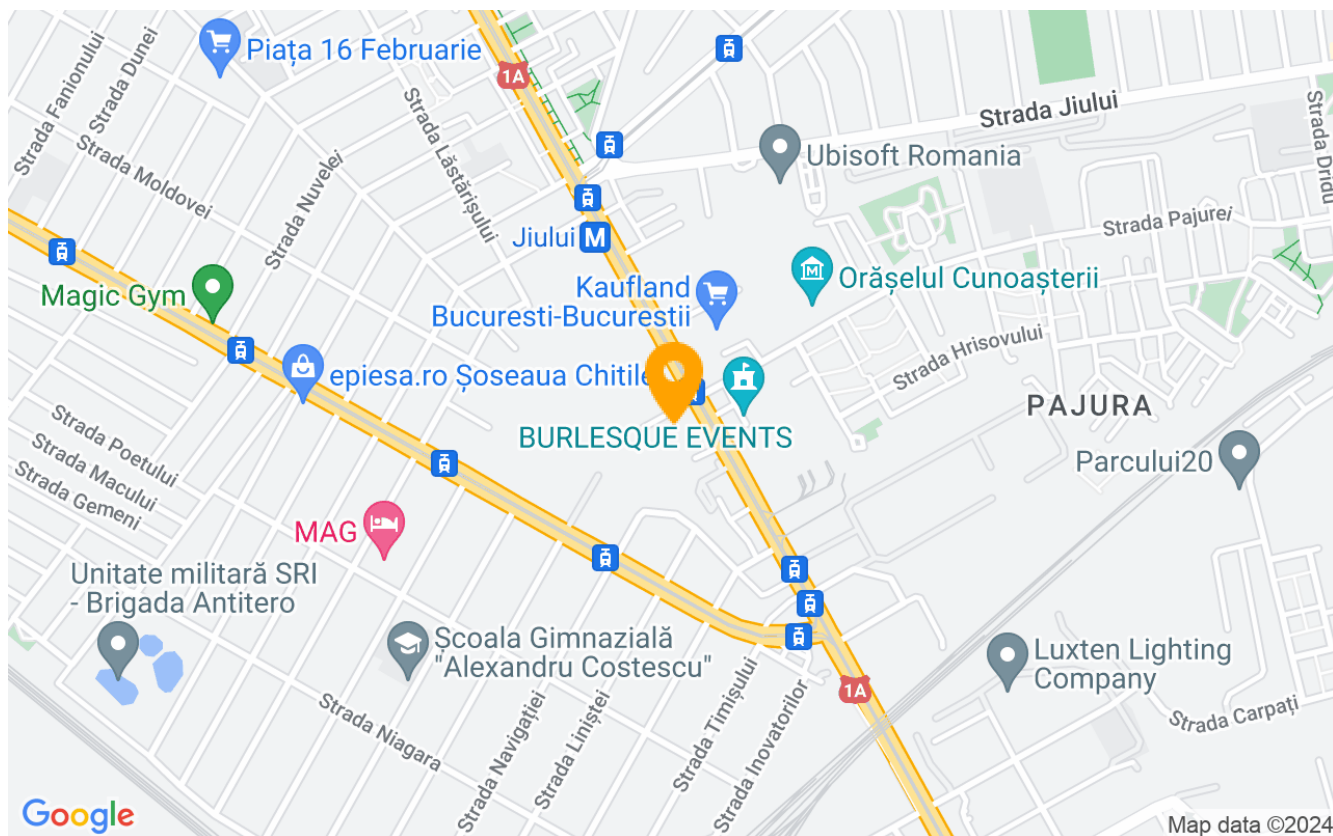 Strada Fanionului
& Strada Dunei
Piața 16 Februarie
1A
Strada Jiului
Strada Lăstărișului
Ubisoft Romania
Strada Dridu
Strada Moldovei
Strada Nuvelei
Strada Pajurei
Jiului M
Magic Gym
Kaufland
Bucuresti-Bucurestii
Orășelul Cunoașterii
Strada Hrisovului
epiesa.ro Șoseaua Chitile
PAJURA
BURLESQUE EVENTS
Strada Poetului
Strada Macului
Strada Gemeni
Parcului20
MAG
Unitate militară SRI
- Brigada Antitero
Școala Gimnazială
"Alexandru Costescu"
Luxten Lighting
Company
1A
Strada Carpați
Strada Niagara
Strada Navigației
Strada Liniștei
Strada Timișului
Strada Inovatorilor
Google
Map data ©2024